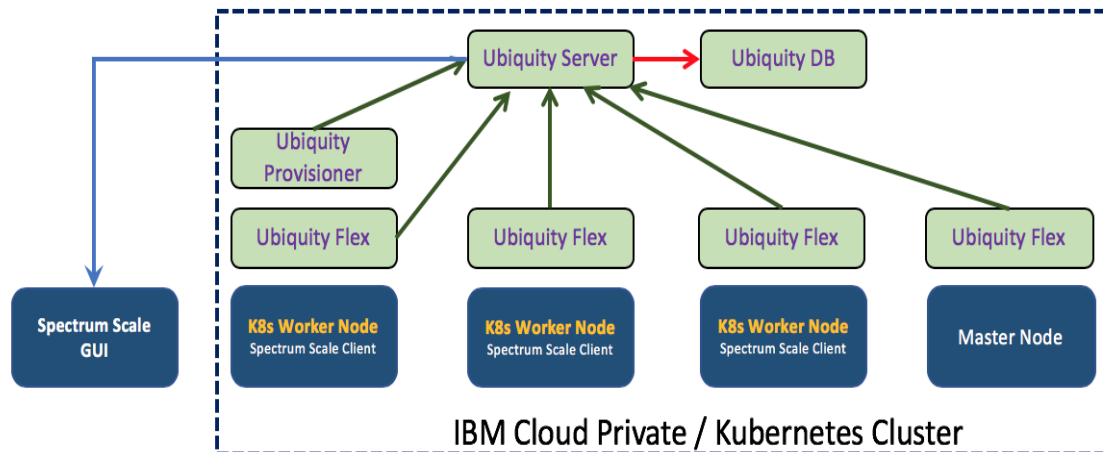 Ubiquity Server
Ubiquity DB
Ubiquity
Provisioner
Ubiquity Flex
Ubiquity Flex
Ubiquity Flex
Ubiquity Flex
Spectrum Scale
GUI
K8s Worker Node
Spectrum Scale Client
K8s Worker Node
Spectrum Scale Client
K8s Worker Node
Spectrum Scale Client
Master Node
IBM Cloud Private / Kubernetes Cluster